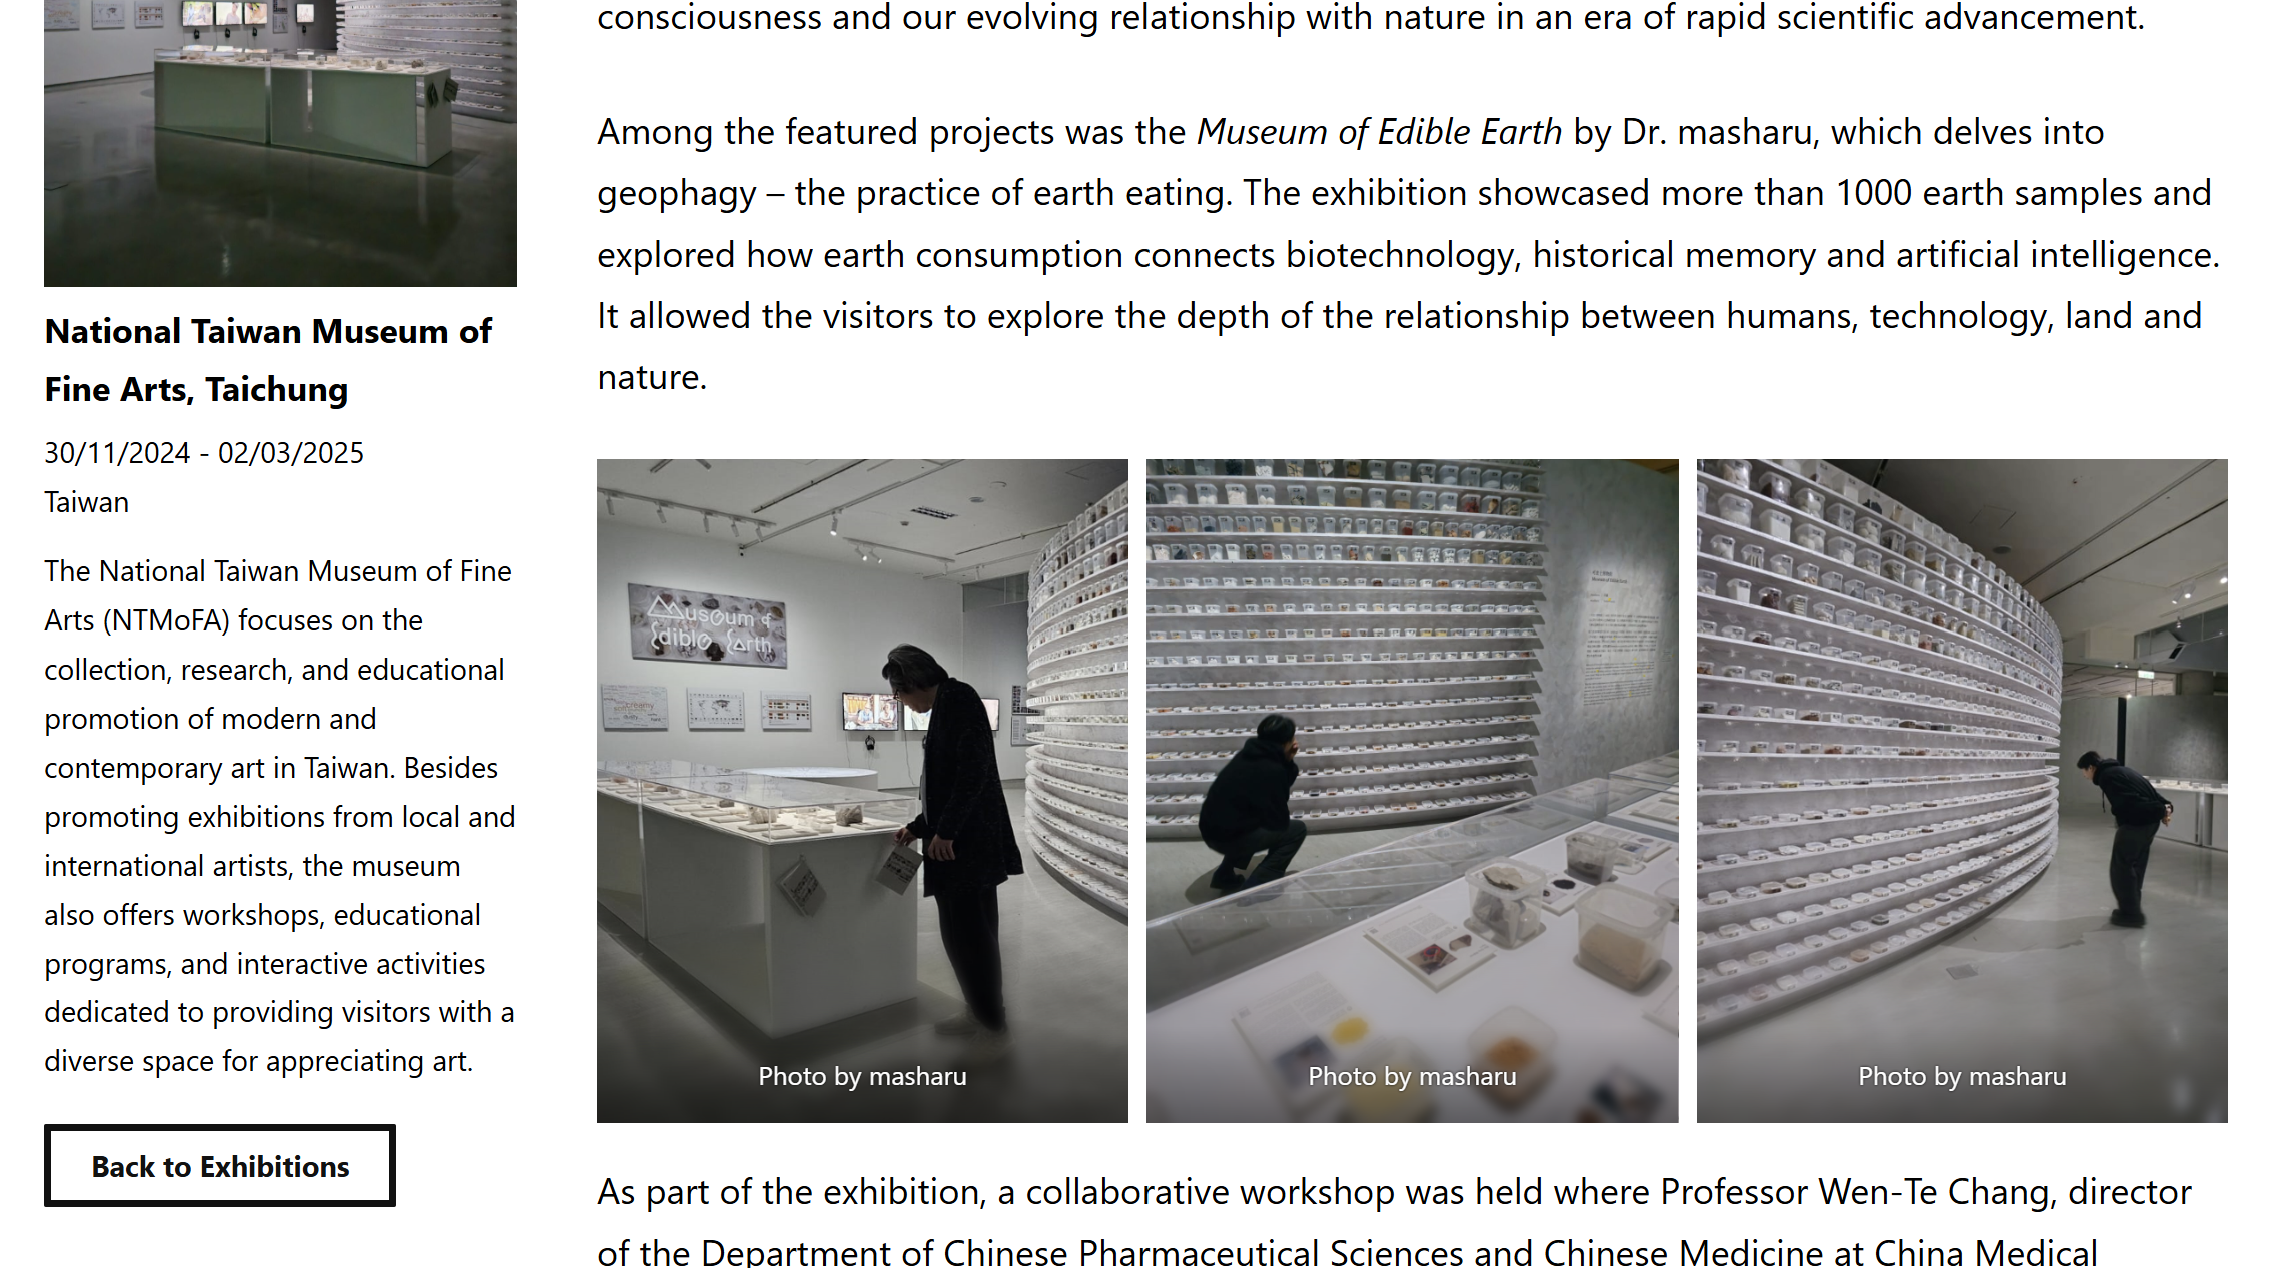 National Taiwan Museum of
Fine Arts, Taichung
30/11/2024 - 02/03/2025
Taiwan
The National Taiwan Museum of Fine
Arts (NTMoFA) focuses on the
collection, research, and educational
promotion of modern and
contemporary art in Taiwan. Besides
promoting exhibitions from local and
international artists, the museum
also offers workshops, educational
programs, and interactive activities
dedicated to providing visitors with a
diverse space for appreciating art.
Back to Exhibitions
consciousness and our evolving relationship with nature in an era of rapid scientific advancement.
Among the featured projects was the Museum of Edible Earth by Dr. masharu, which delves into
geophagy – the practice of earth eating. The exhibition showcased more than 1000 earth samples and
explored how earth consumption connects biotechnology, historical memory and artificial intelligence.
It allowed the visitors to explore the depth of the relationship between humans, technology, land and
nature.
Museum of
Edible Earth
Photo by masharu
Photo by masharu
Photo by masharu
As part of the exhibition, a collaborative workshop was held where Professor Wen-Te Chang, director
of the Department of Chinese Pharmaceutical Sciences and Chinese Medicine at China Medical